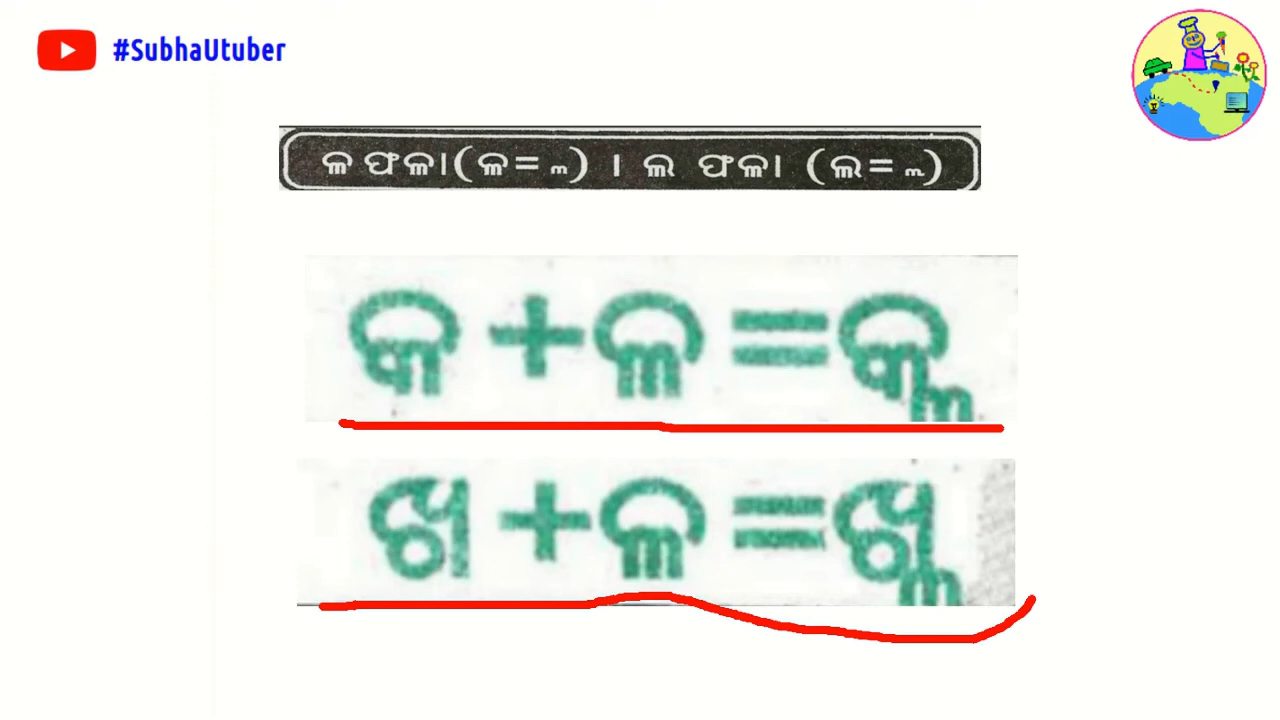 #SubhaUtuber
ଳ ଫଳା(ଳ= ୍ଳ) । ଲ ଫଳା (ଲ= ୍ଲ)
କ+ଳ=କ୍ଳ
ଖ+ଳ=ଖ୍ଳ